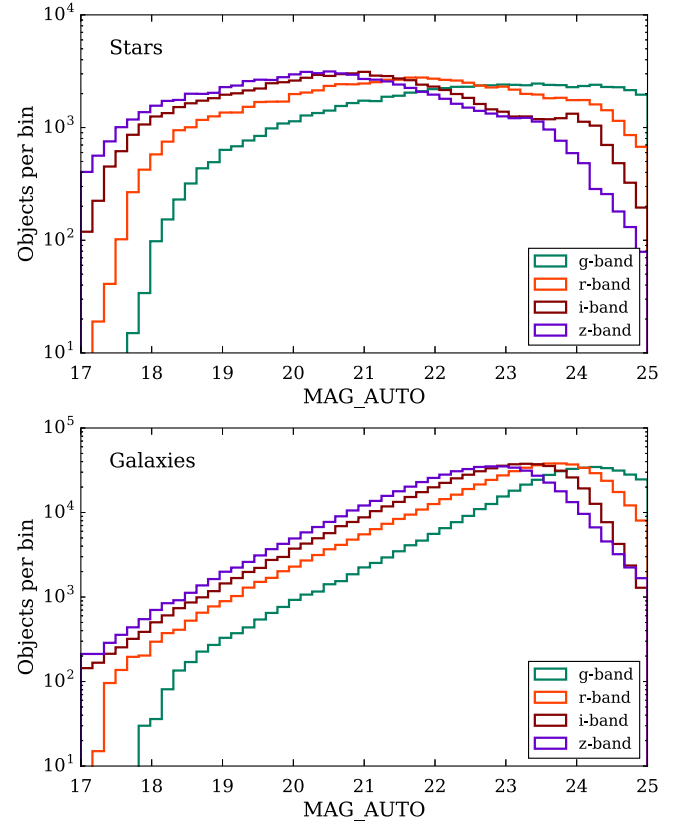 10^4
Stars
10^3
Objects per bin
10^2
g-band
r-band
i-band
z-band
10^1
17 18 19 20 21 22 23 24 25
MAG_AUTO
10^5
Galaxies
10^4
10^3
Objects per bin
10^2
g-band
r-band
i-band
z-band
10^1
17 18 19 20 21 22 23 24 25
MAG_AUTO